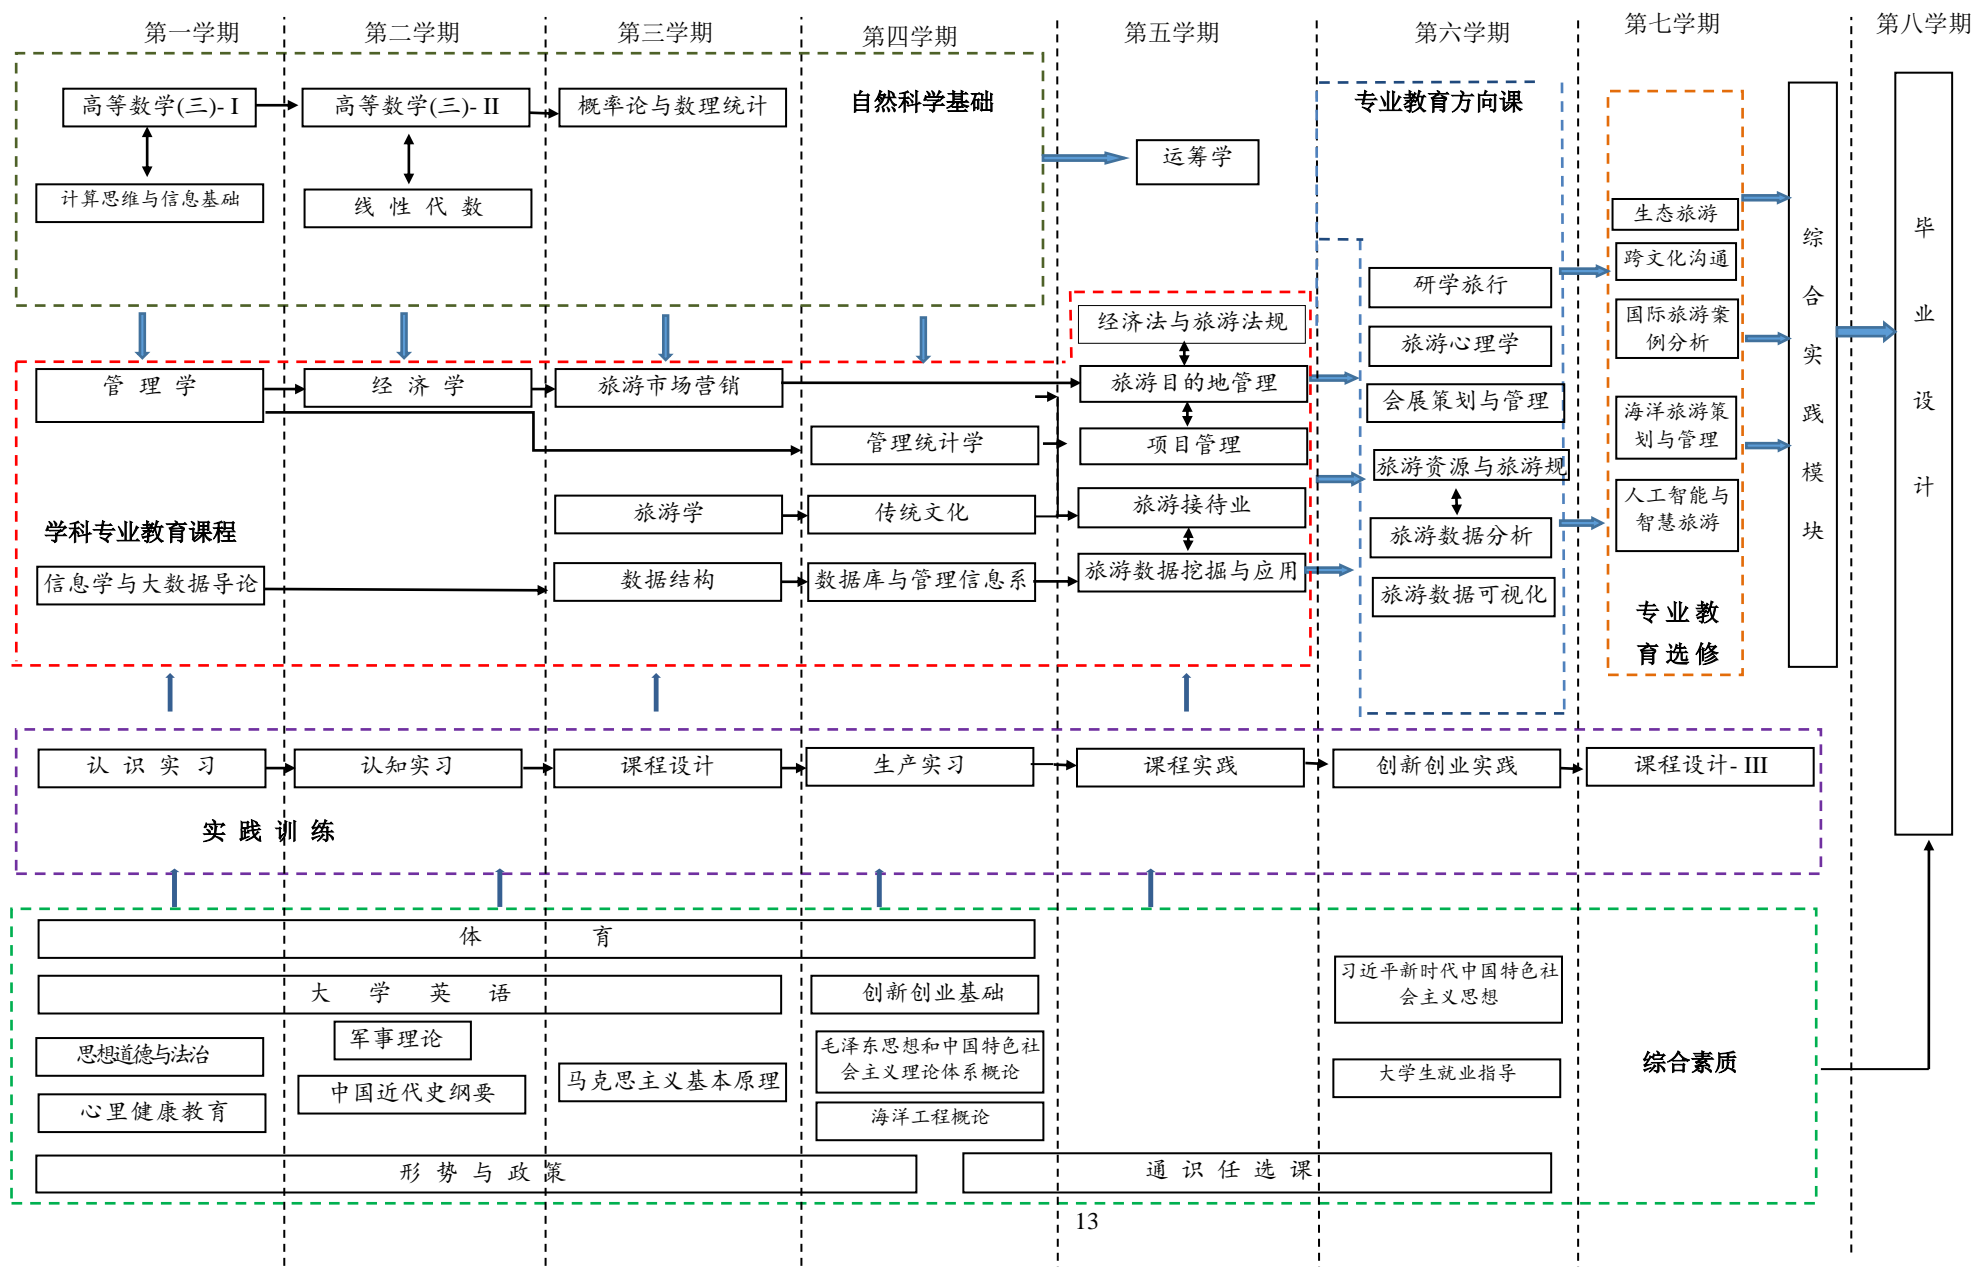 第一学期
第二学期
第三学期
第四学期
第五学期
第六学期
第七学期
第八学期
高等数学(三)- I
高等数学(三)- II
概率论与数理统计
自然科学基础
专业教育方向课
运筹学
计算思维与信息基础
线 性 代 数
生态旅游
跨文化沟通
研学旅行
国际旅游案
例分析
经济法与旅游法规
旅游心理学
管 理 学
经 济 学
旅游市场营销
旅游目的地管理
会展策划与管理
海洋旅游策
划与管理
管理统计学
项目管理
旅游资源与旅游规
人工智能与
智慧旅游
旅游学
传统文化
旅游接待业
旅游数据分析
学科专业教育课程
信息学与大数据导论
数据结构
数据库与管理信息系
旅游数据挖掘与应用
旅游数据可视化
专 业 教
育 选 修
综
合
实
践
模
块
毕
业
设
计
认 识 实 习
认知实习
课程设计
生产实习
课程实践
创新创业实践
课程设计- III
实 践 训 练
体 育
大 学 英 语
创新创业基础
习近平新时代中国特色社
会主义思想
军事理论
思想道德与法治
毛泽东思想和中国特色社
会主义理论体系概论
马克思主义基本原理
中国近代史纲要
大学生就业指导
综合素质
心里健康教育
海洋工程概论
形 势 与 政 策
通 识 任 选 课
13